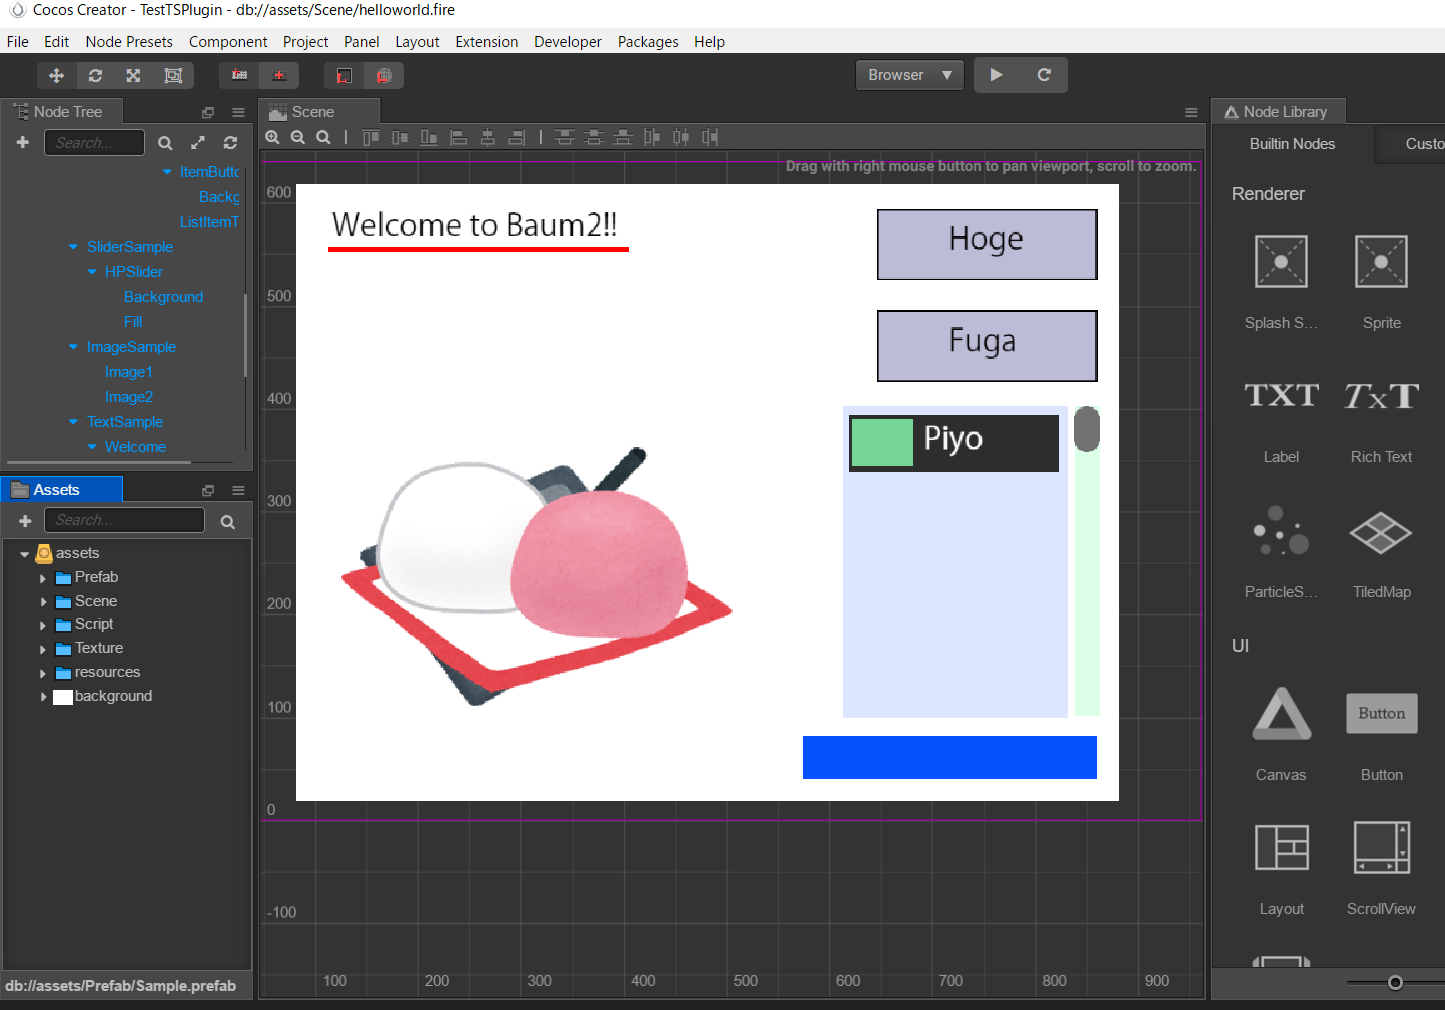 Cocos Creator - TestTSPlugin - db://assets/Scene/helloworld.fire
File Edit Node Presets Component Project Panel Layout Extension Developer Packages Help
Browser
Node Tree
Search...
ItemButto
Backg
ListItemT
SliderSample
HPSlider
Background
Fill
ImageSample
Image1
Image2
TextSample
Welcome
Assets
Search...
assets
Prefab
Scene
Script
Texture
resources
background
db://assets/Prefab/Sample.prefab
Scene
Drag with right mouse button to pan viewport, scroll to zoom.
600
500
400
300
200
100
0
-100
100 200 300 400 500 600 700 800 900
Welcome to Baum2!!
Hoge
Fuga
Piyo
Node Library
Builtin Nodes Custo
Renderer
Splash S... Sprite
TXT TxT
Label Rich Text
ParticleS... TiledMap
UI
Button
Canvas Button
Layout ScrollView